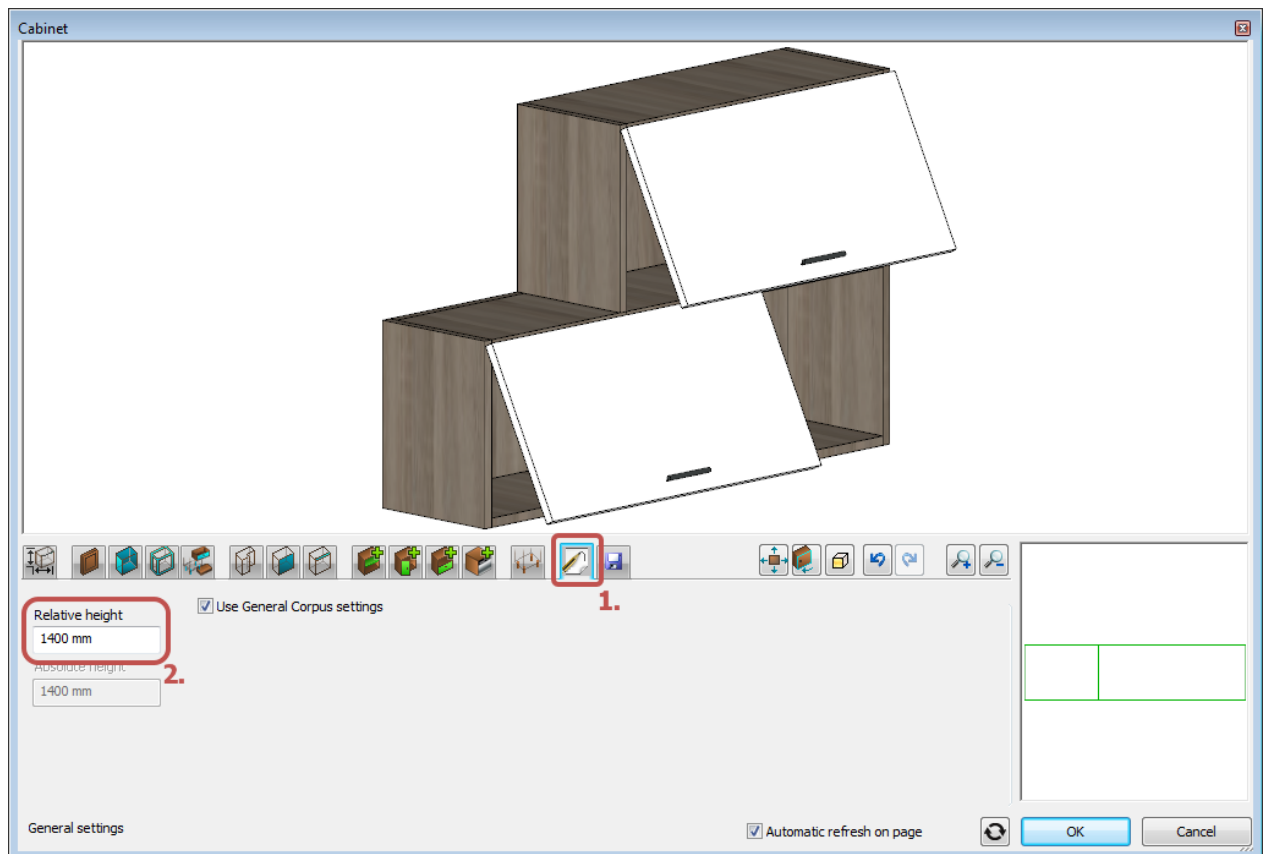 Cabinet
1.
Relative height
Use General Corpus settings
1400 mm
Absolute height
2.
1400 mm
General settings
Automatic refresh on page
OK
Cancel